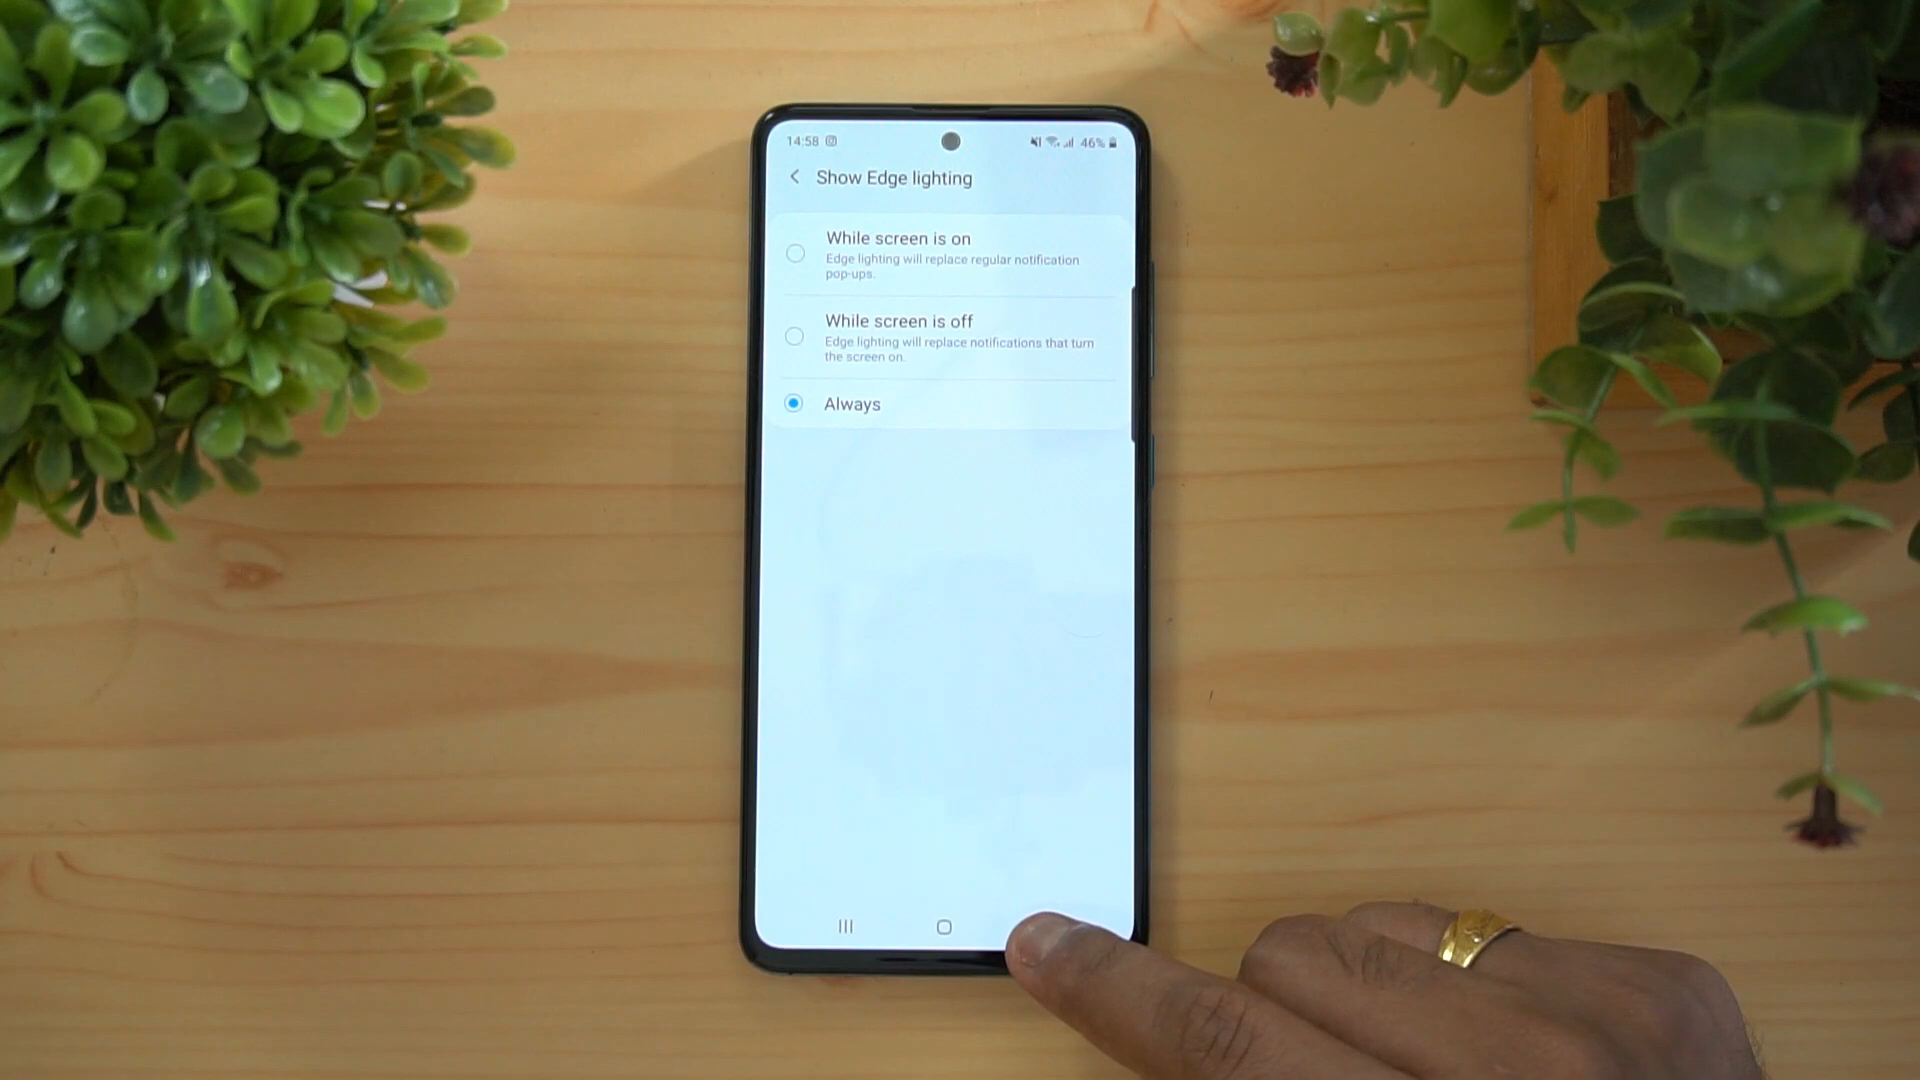 14:58 46%
Show Edge lighting
While screen is on
Edge lighting will replace regular notification
pop-ups.
While screen is off
Edge lighting will replace notifications that turn
the screen on.
Always